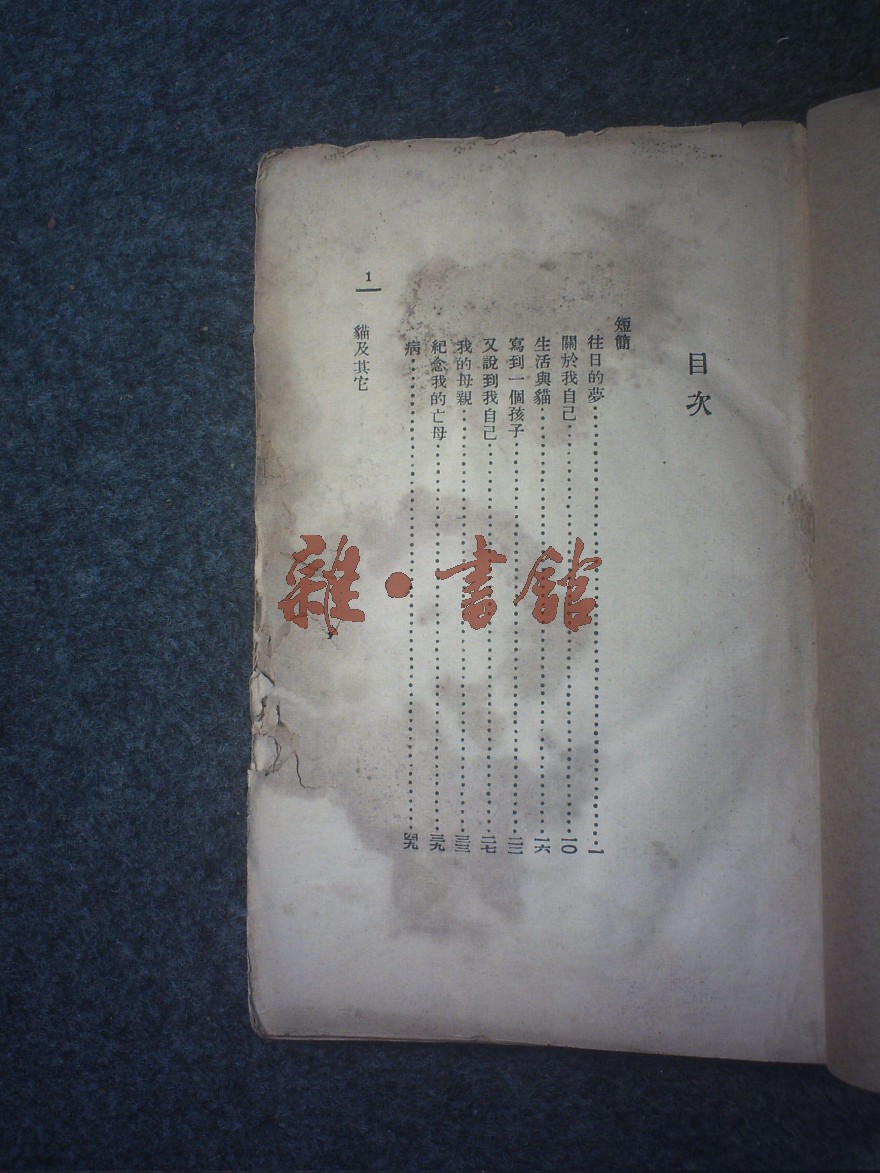 目次
短簡
往日的夢……………………一
關於我自己……………………一〇
生活與貓……………………一六
寫到一個孩子……………………二二
又說到我自己……………………二七
我的母親……………………三三
紀念我的亡母……………………三九
病……………………四九
1
貓及其它
雜·書館